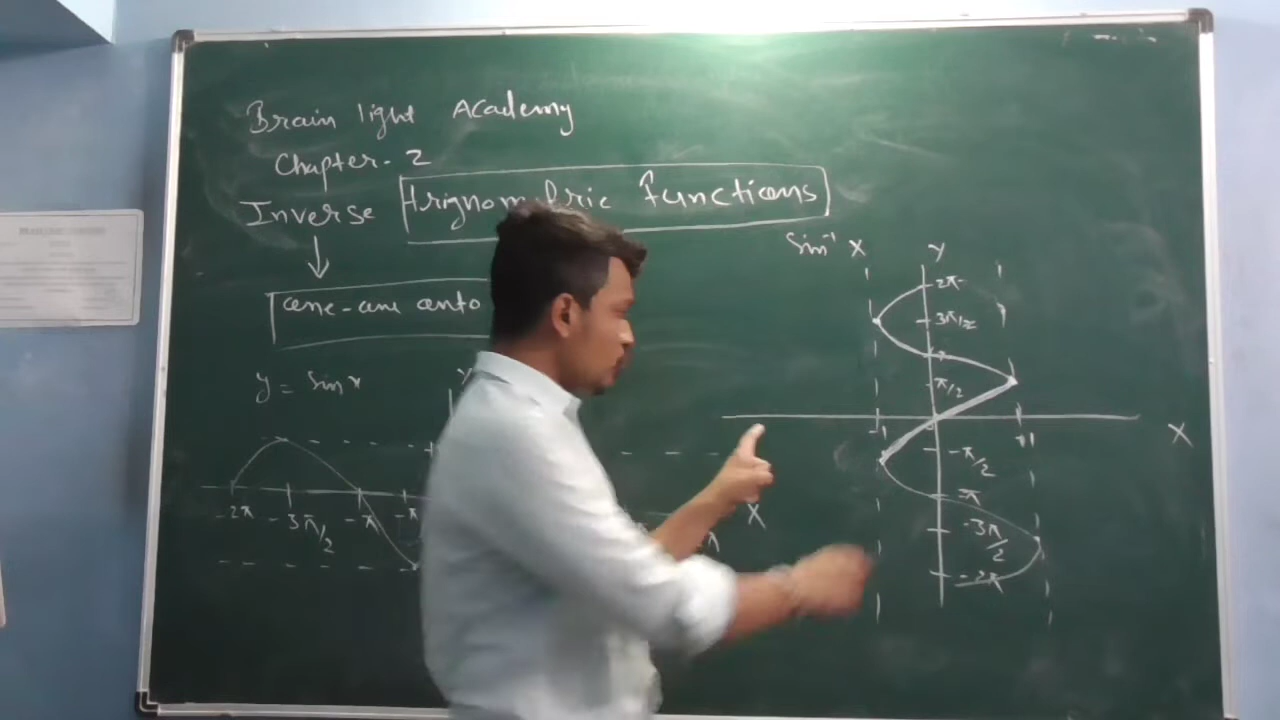 Brain light Academy
Chapter-2
Inverse Trignometric functions
one-one onto
y = sin x
Y
-2π -3π/2 -π -π
X
π
sin⁻¹ x
Y
2π
3π/2
π
π/2
-1 +1
X
-π/2
-π
-3π/2
-2π